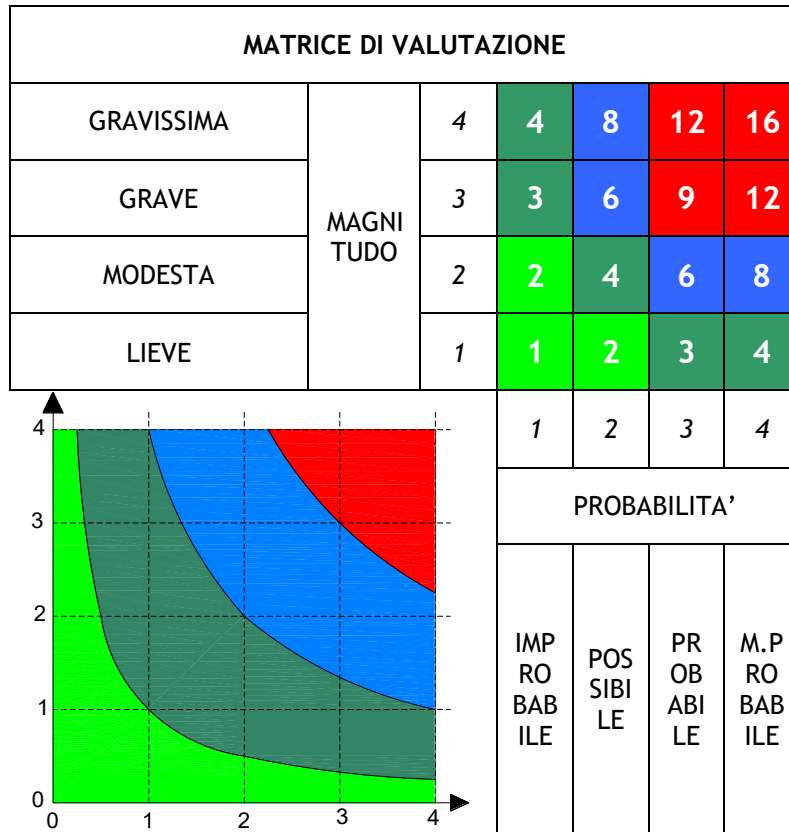 MATRICE DI VALUTAZIONE
GRAVISSIMA
MAGNI
TUDO
4
4
8
12
16
GRAVE
3
3
6
9
12
MODESTA
2
2
4
6
8
LIEVE
1
1
2
3
4
1
2
3
4
PROBABILITA’
IMP
RO
BAB
ILE
POS
SIBI
LE
PR
OB
ABI
LE
M.P
RO
BAB
ILE
4
3
2
1
0
0
1
2
3
4